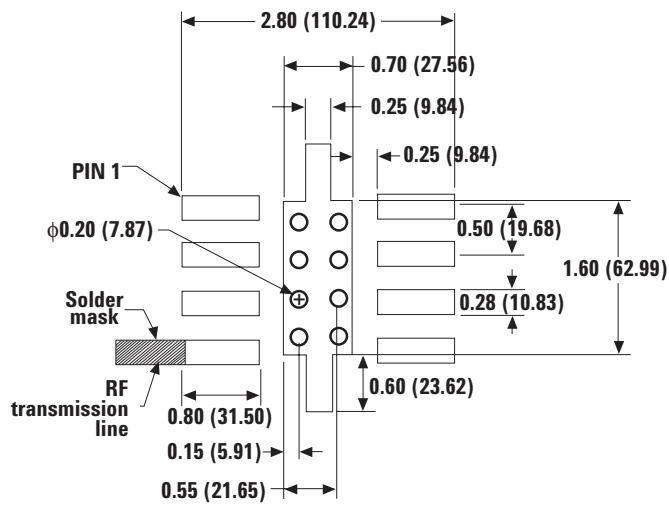 2.80 (110.24)
0.70 (27.56)
0.25 (9.84)
0.25 (9.84)
PIN 1
0.50 (19.68)
ϕ0.20 (7.87)
1.60 (62.99)
Solder
mask
0.28 (10.83)
RF
transmission
line
0.60 (23.62)
0.80 (31.50)
0.15 (5.91)
0.55 (21.65)